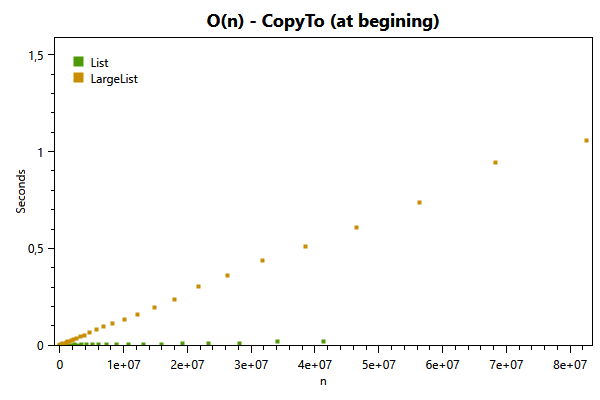 O(n) - CopyTo (at begining)
List
LargeList
1,5
1
0,5
0
Seconds
0 1e+07 2e+07 3e+07 4e+07 5e+07 6e+07 7e+07 8e+07
n